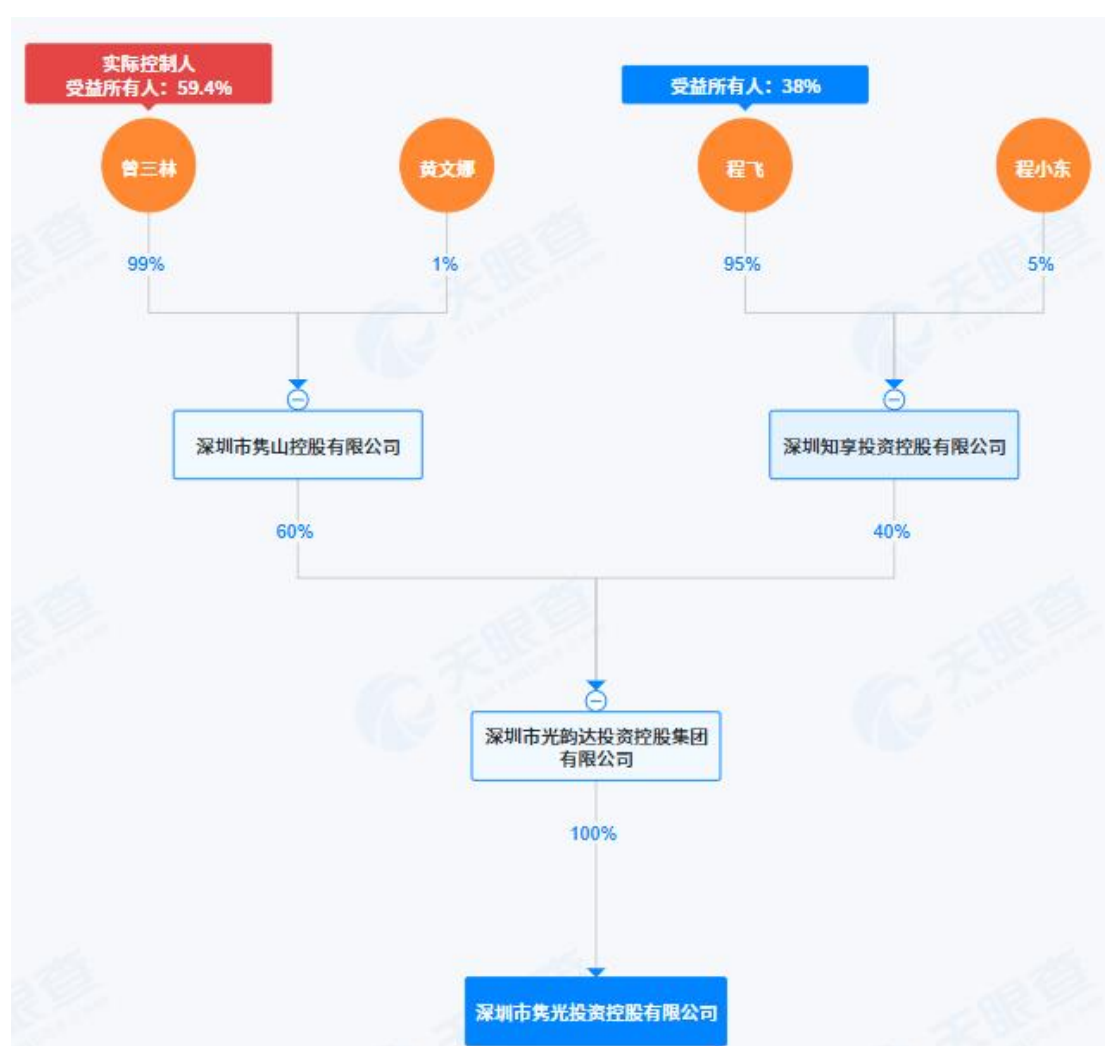 实际控制人
受益所有人：59.4%
受益所有人：38%
曾三林
黄文娜
程飞
程小东
99%
1%
95%
5%
深圳市隽山控股有限公司
深圳知享投资控股有限公司
60%
40%
深圳市光韵达投资控股集团
有限公司
100%
深圳市隽光投资控股有限公司
天眼查